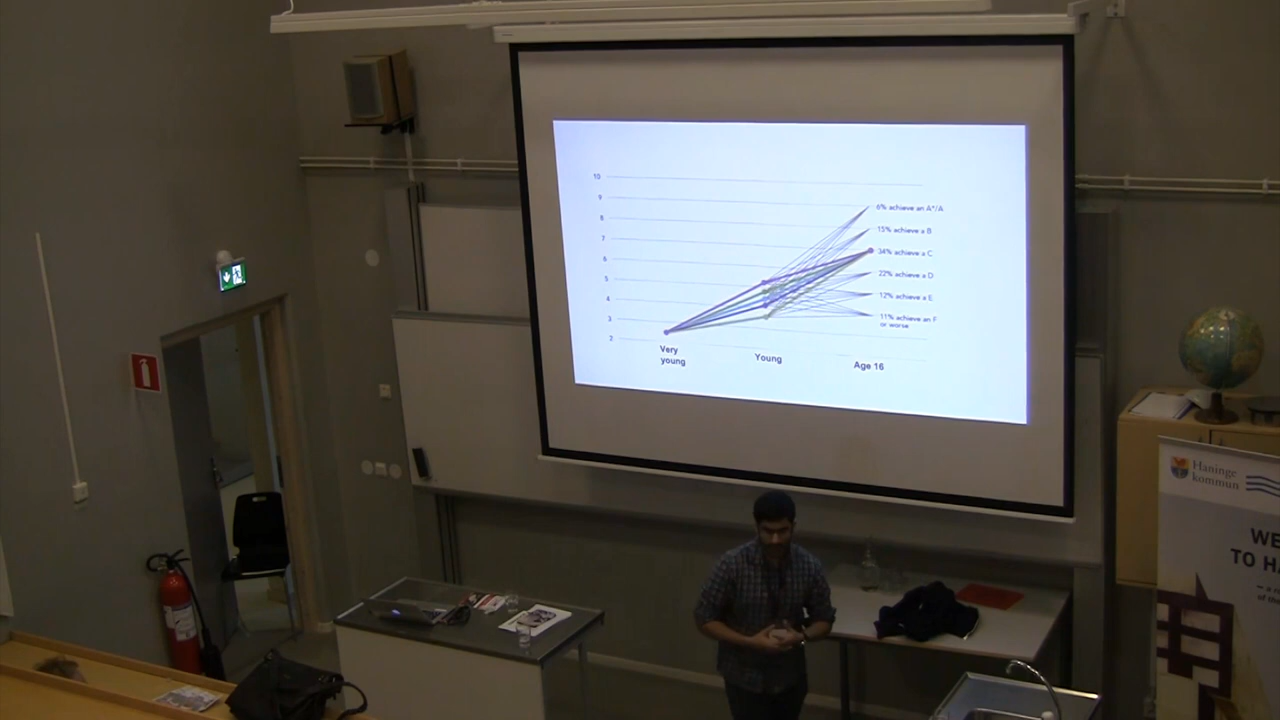 10
9
8
7
6
5
4
3
2
6% achieve an A*/A
15% achieve a B
34% achieve a C
22% achieve a D
12% achieve a E
11% achieve an F
or worse
Very
young
Young
Age 16
Haninge
kommun
WE
TO H